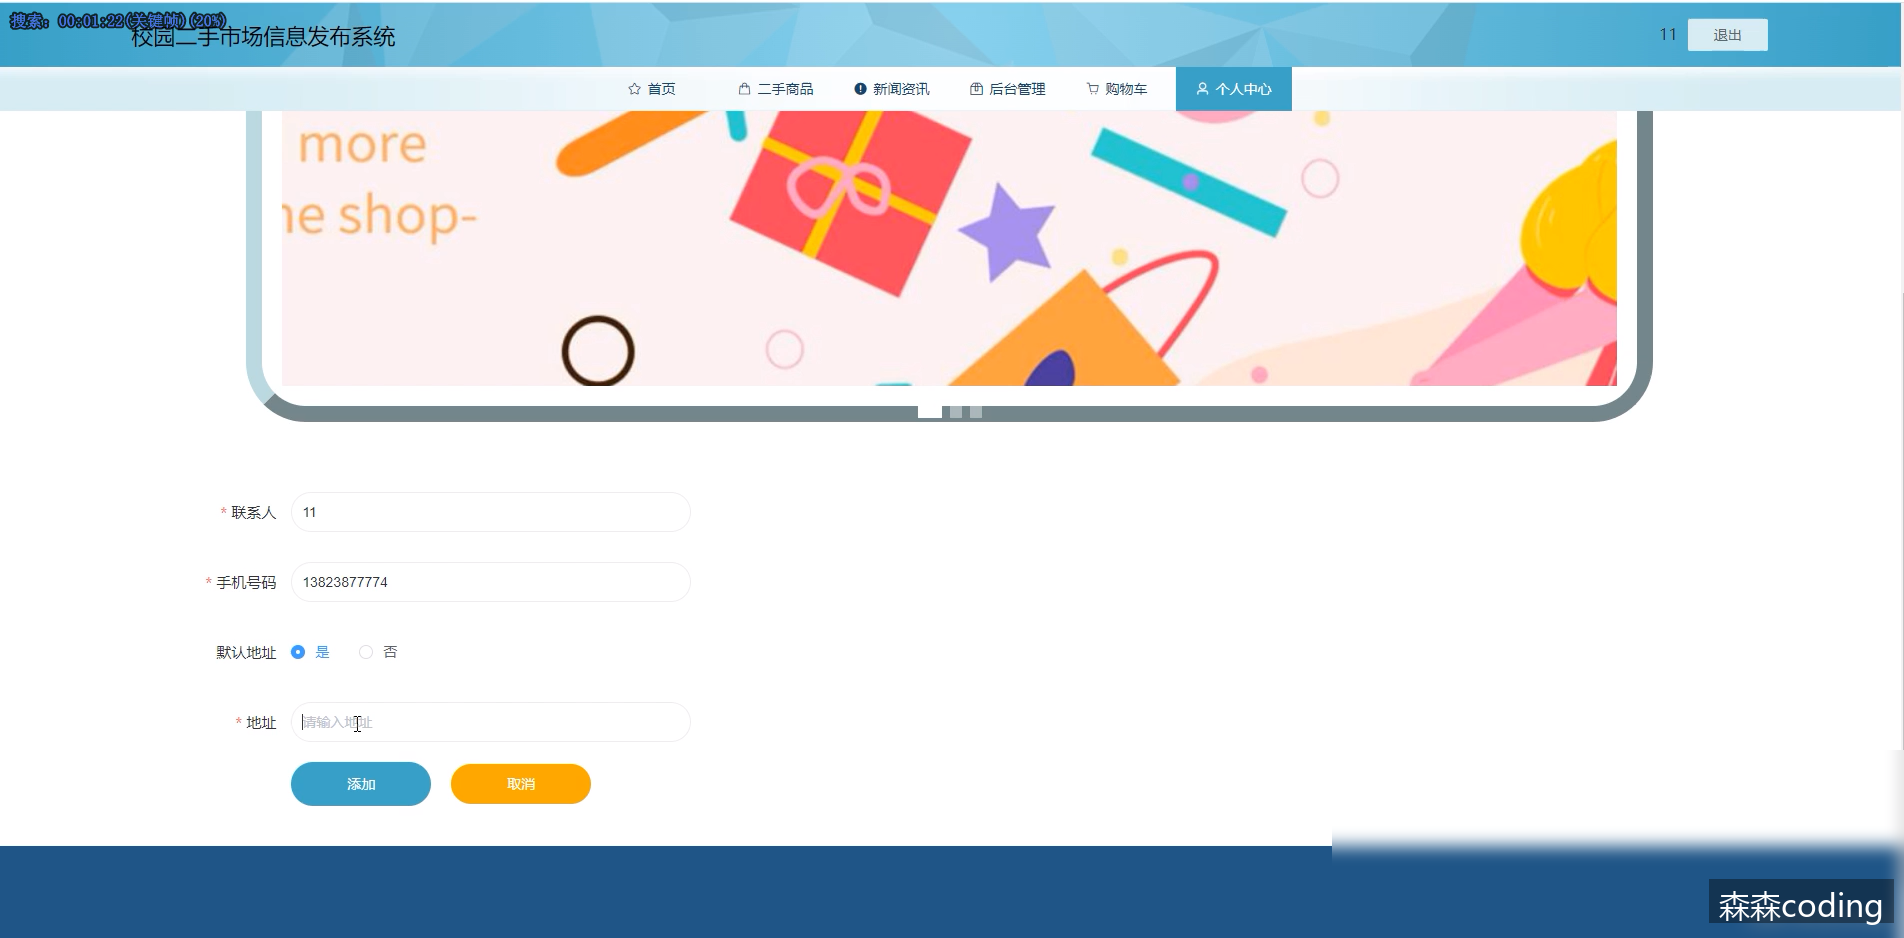 搜索: 00:01:22(关键帧)(20%)
校园二手市场信息发布系统
11 退出
首页 二手商品 新闻资讯 后台管理 购物车 个人中心
more
ne shop-
* 联系人 11
* 手机号码 13823877774
默认地址 是 否
* 地址 请输入地址
添加 取消
森森coding